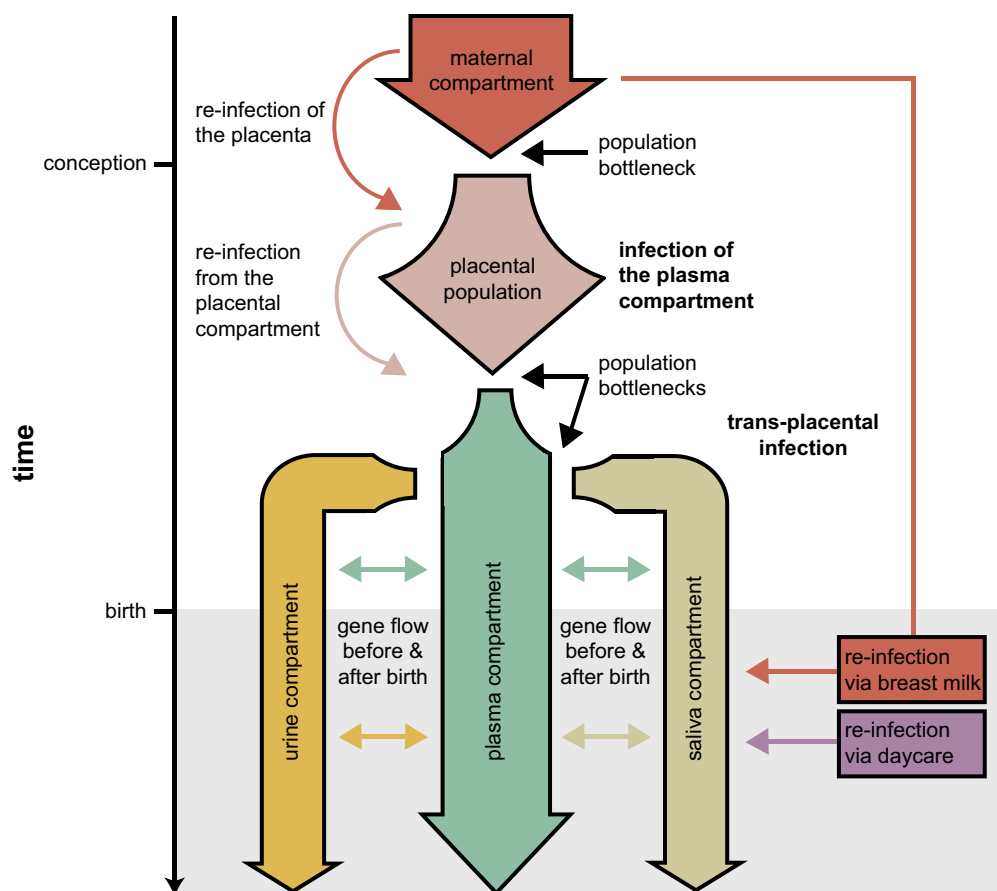 maternal
compartment
re-infection of
the placenta
population
bottleneck
conception
placental
population
re-infection
from the
placental
compartment
infection of
the plasma
compartment
population
bottlenecks
trans-placental
infection
time
birth
urine compartment
gene flow
before &
after birth
plasma compartment
gene flow
before &
after birth
saliva compartment
re-infection
via breast milk
re-infection
via daycare